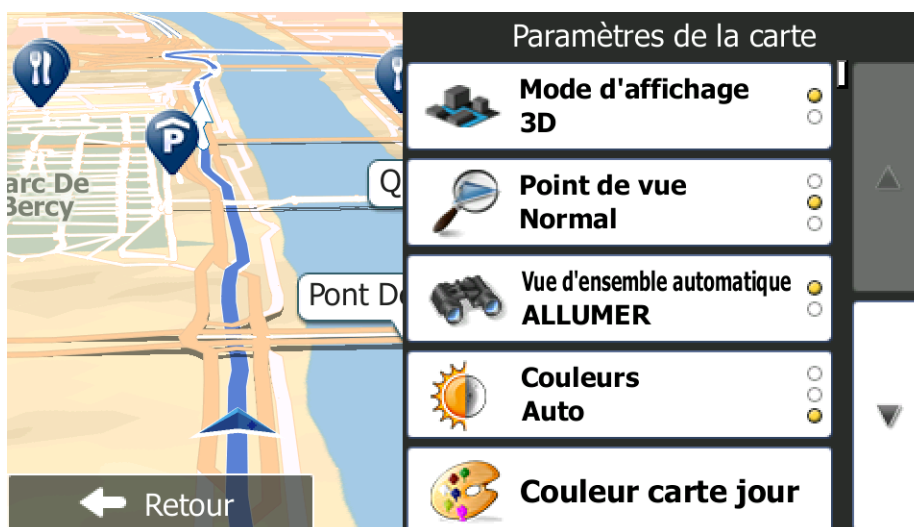 Paramètres de la carte
Mode d'affichage
3D
Point de vue
Normal
Vue d'ensemble automatique
ALLUMER
Couleurs
Auto
Couleur carte jour
P
arc De
Bercy
Q
Pont De
Retour